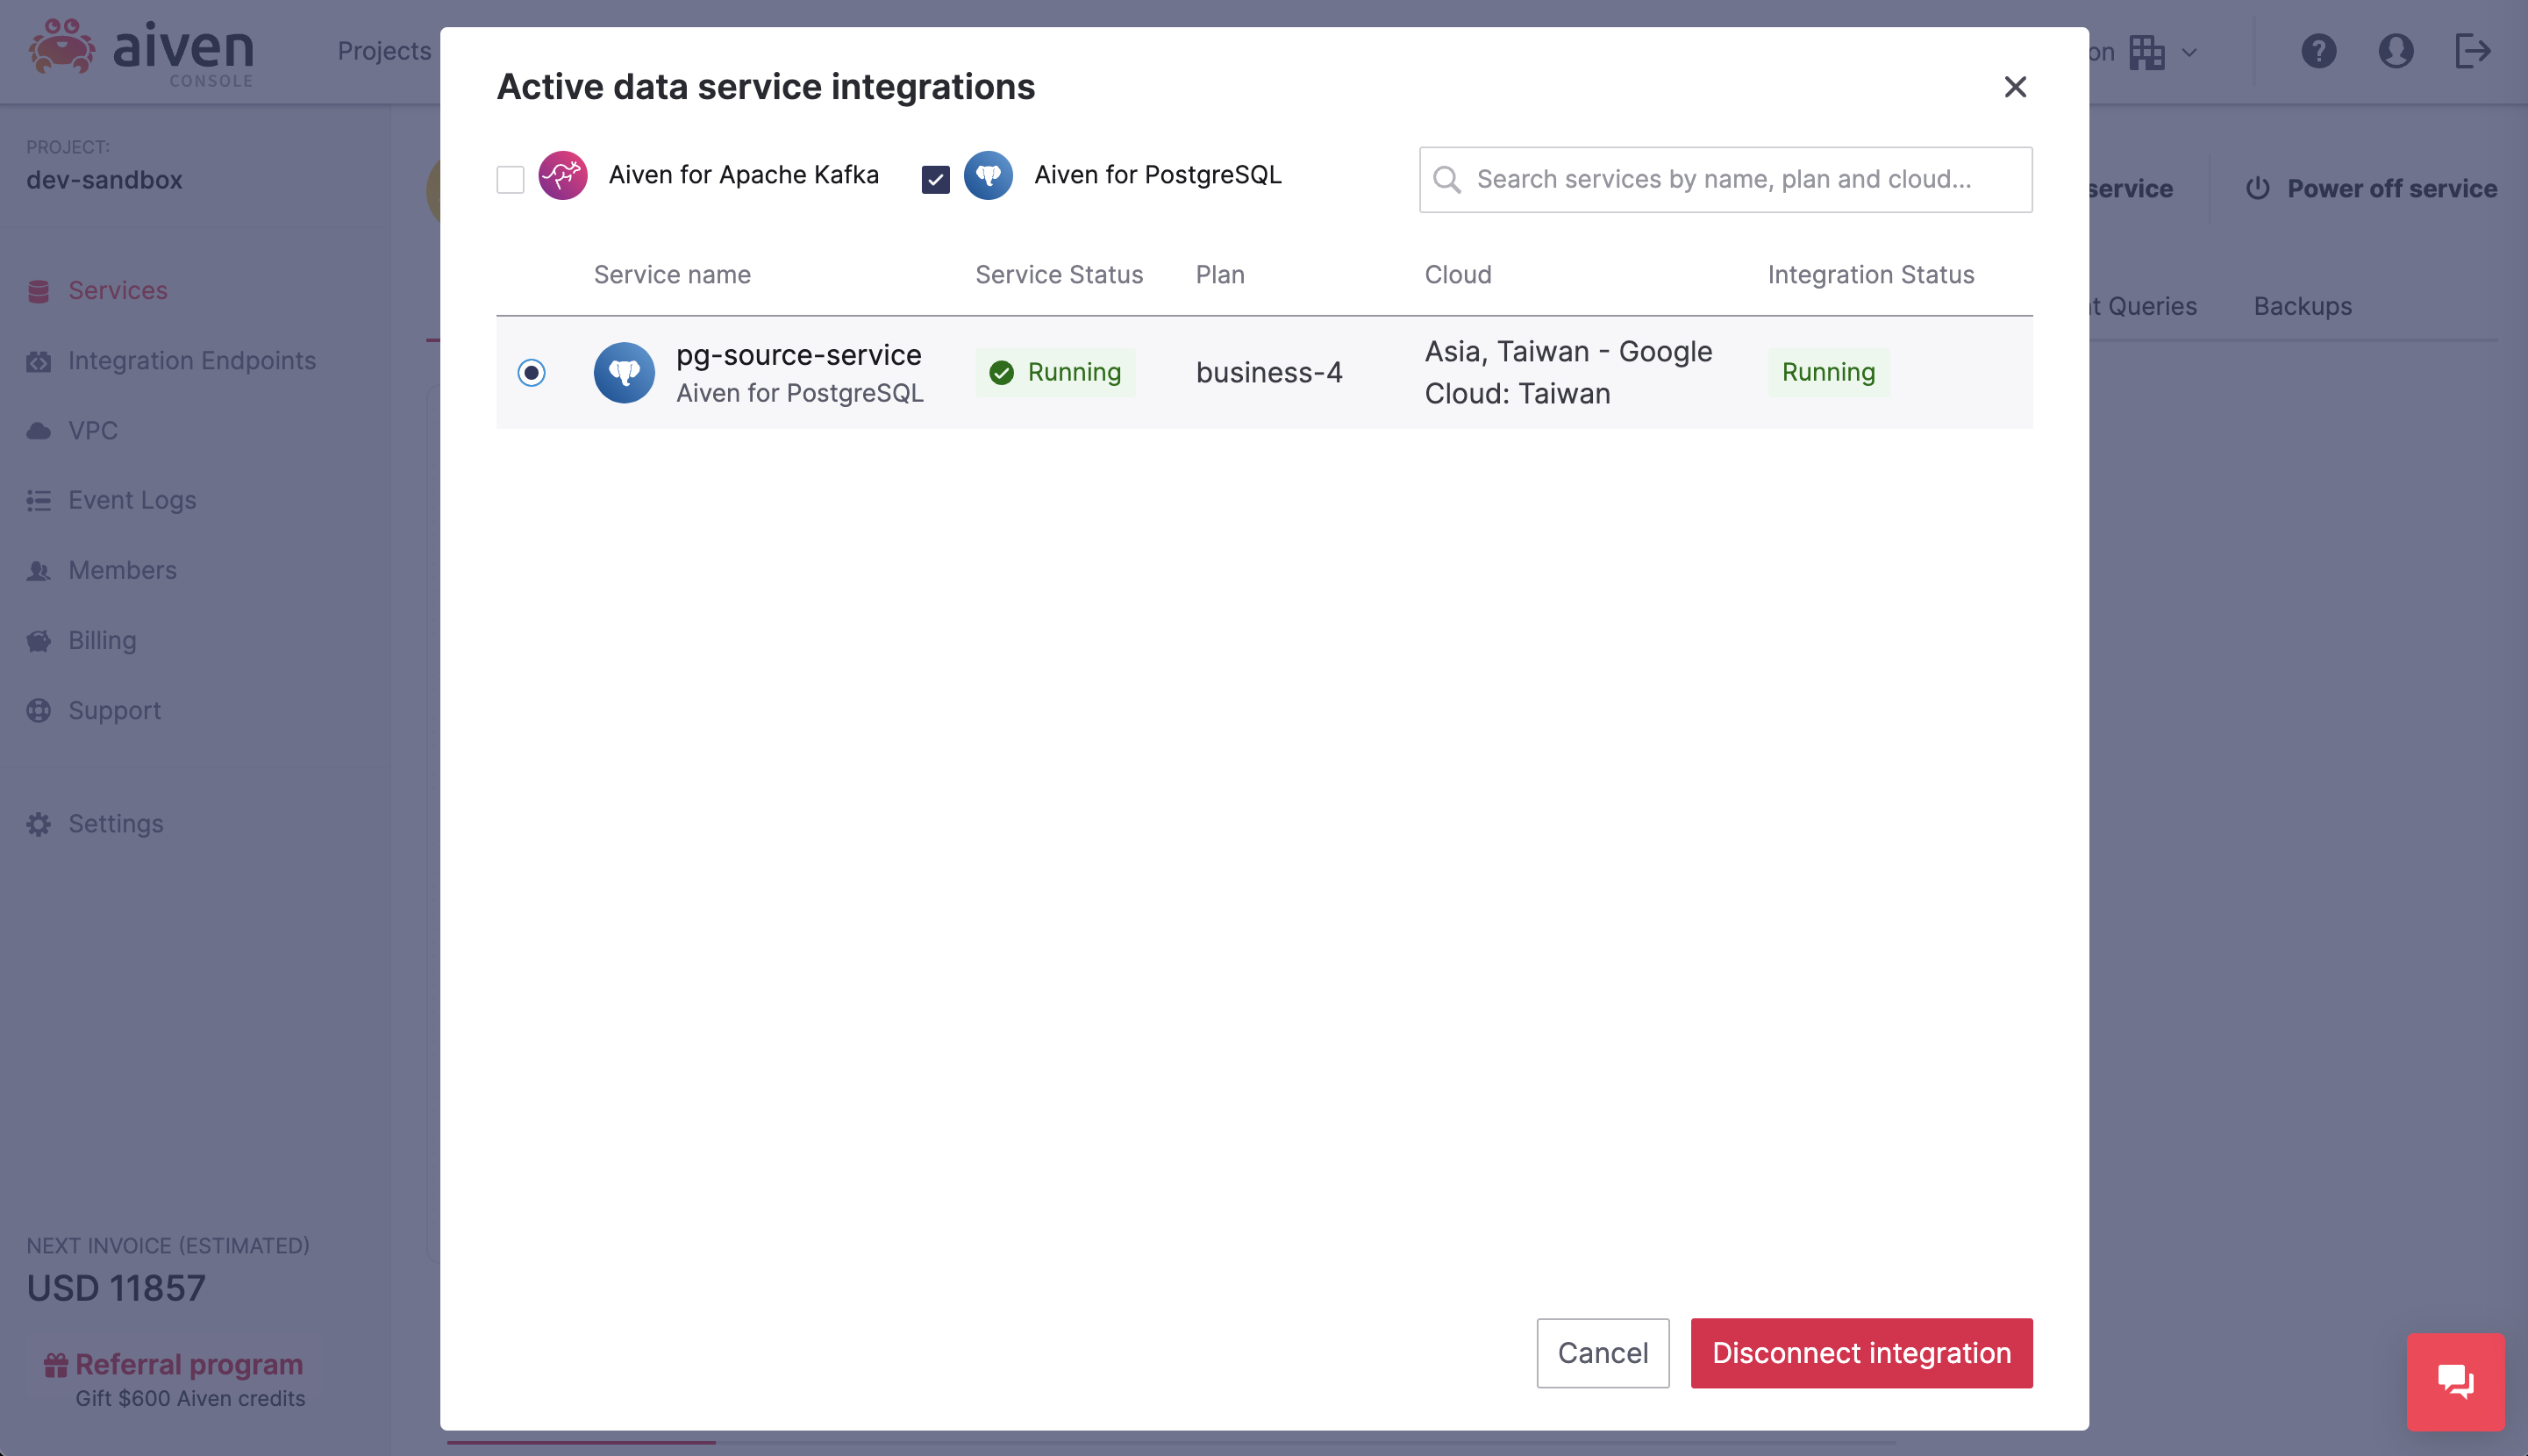 aiven
CONSOLE
Projects
PROJECT:
dev-sandbox
Services
Integration Endpoints
VPC
Event Logs
Members
Billing
Support
Settings
NEXT INVOICE (ESTIMATED)
USD 11857
Referral program
Gift $600 Aiven credits
Active data service integrations
Aiven for Apache Kafka
Aiven for PostgreSQL
Search services by name, plan and cloud...
Service name
Service Status
Plan
Cloud
Integration Status
pg-source-service
Aiven for PostgreSQL
Running
business-4
Asia, Taiwan - Google
Cloud: Taiwan
Running
Cancel
Disconnect integration
service
Power off service
Queries
Backups